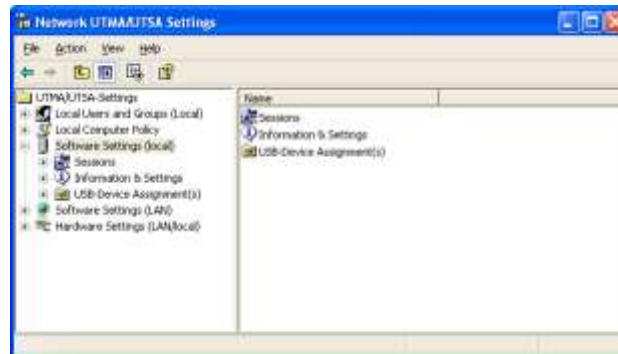 Network UTMA/UTSA Settings
File Action View Help
UTMA/UTSA-Settings
Local Users and Groups (Local)
Local Computer Policy
Software Settings (local)
Sessions
Information & Settings
USB-Device Assignment(s)
Software Settings (LAN)
Hardware Settings (LAN/local)
Name
Sessions
Information & Settings
USB-Device Assignment(s)